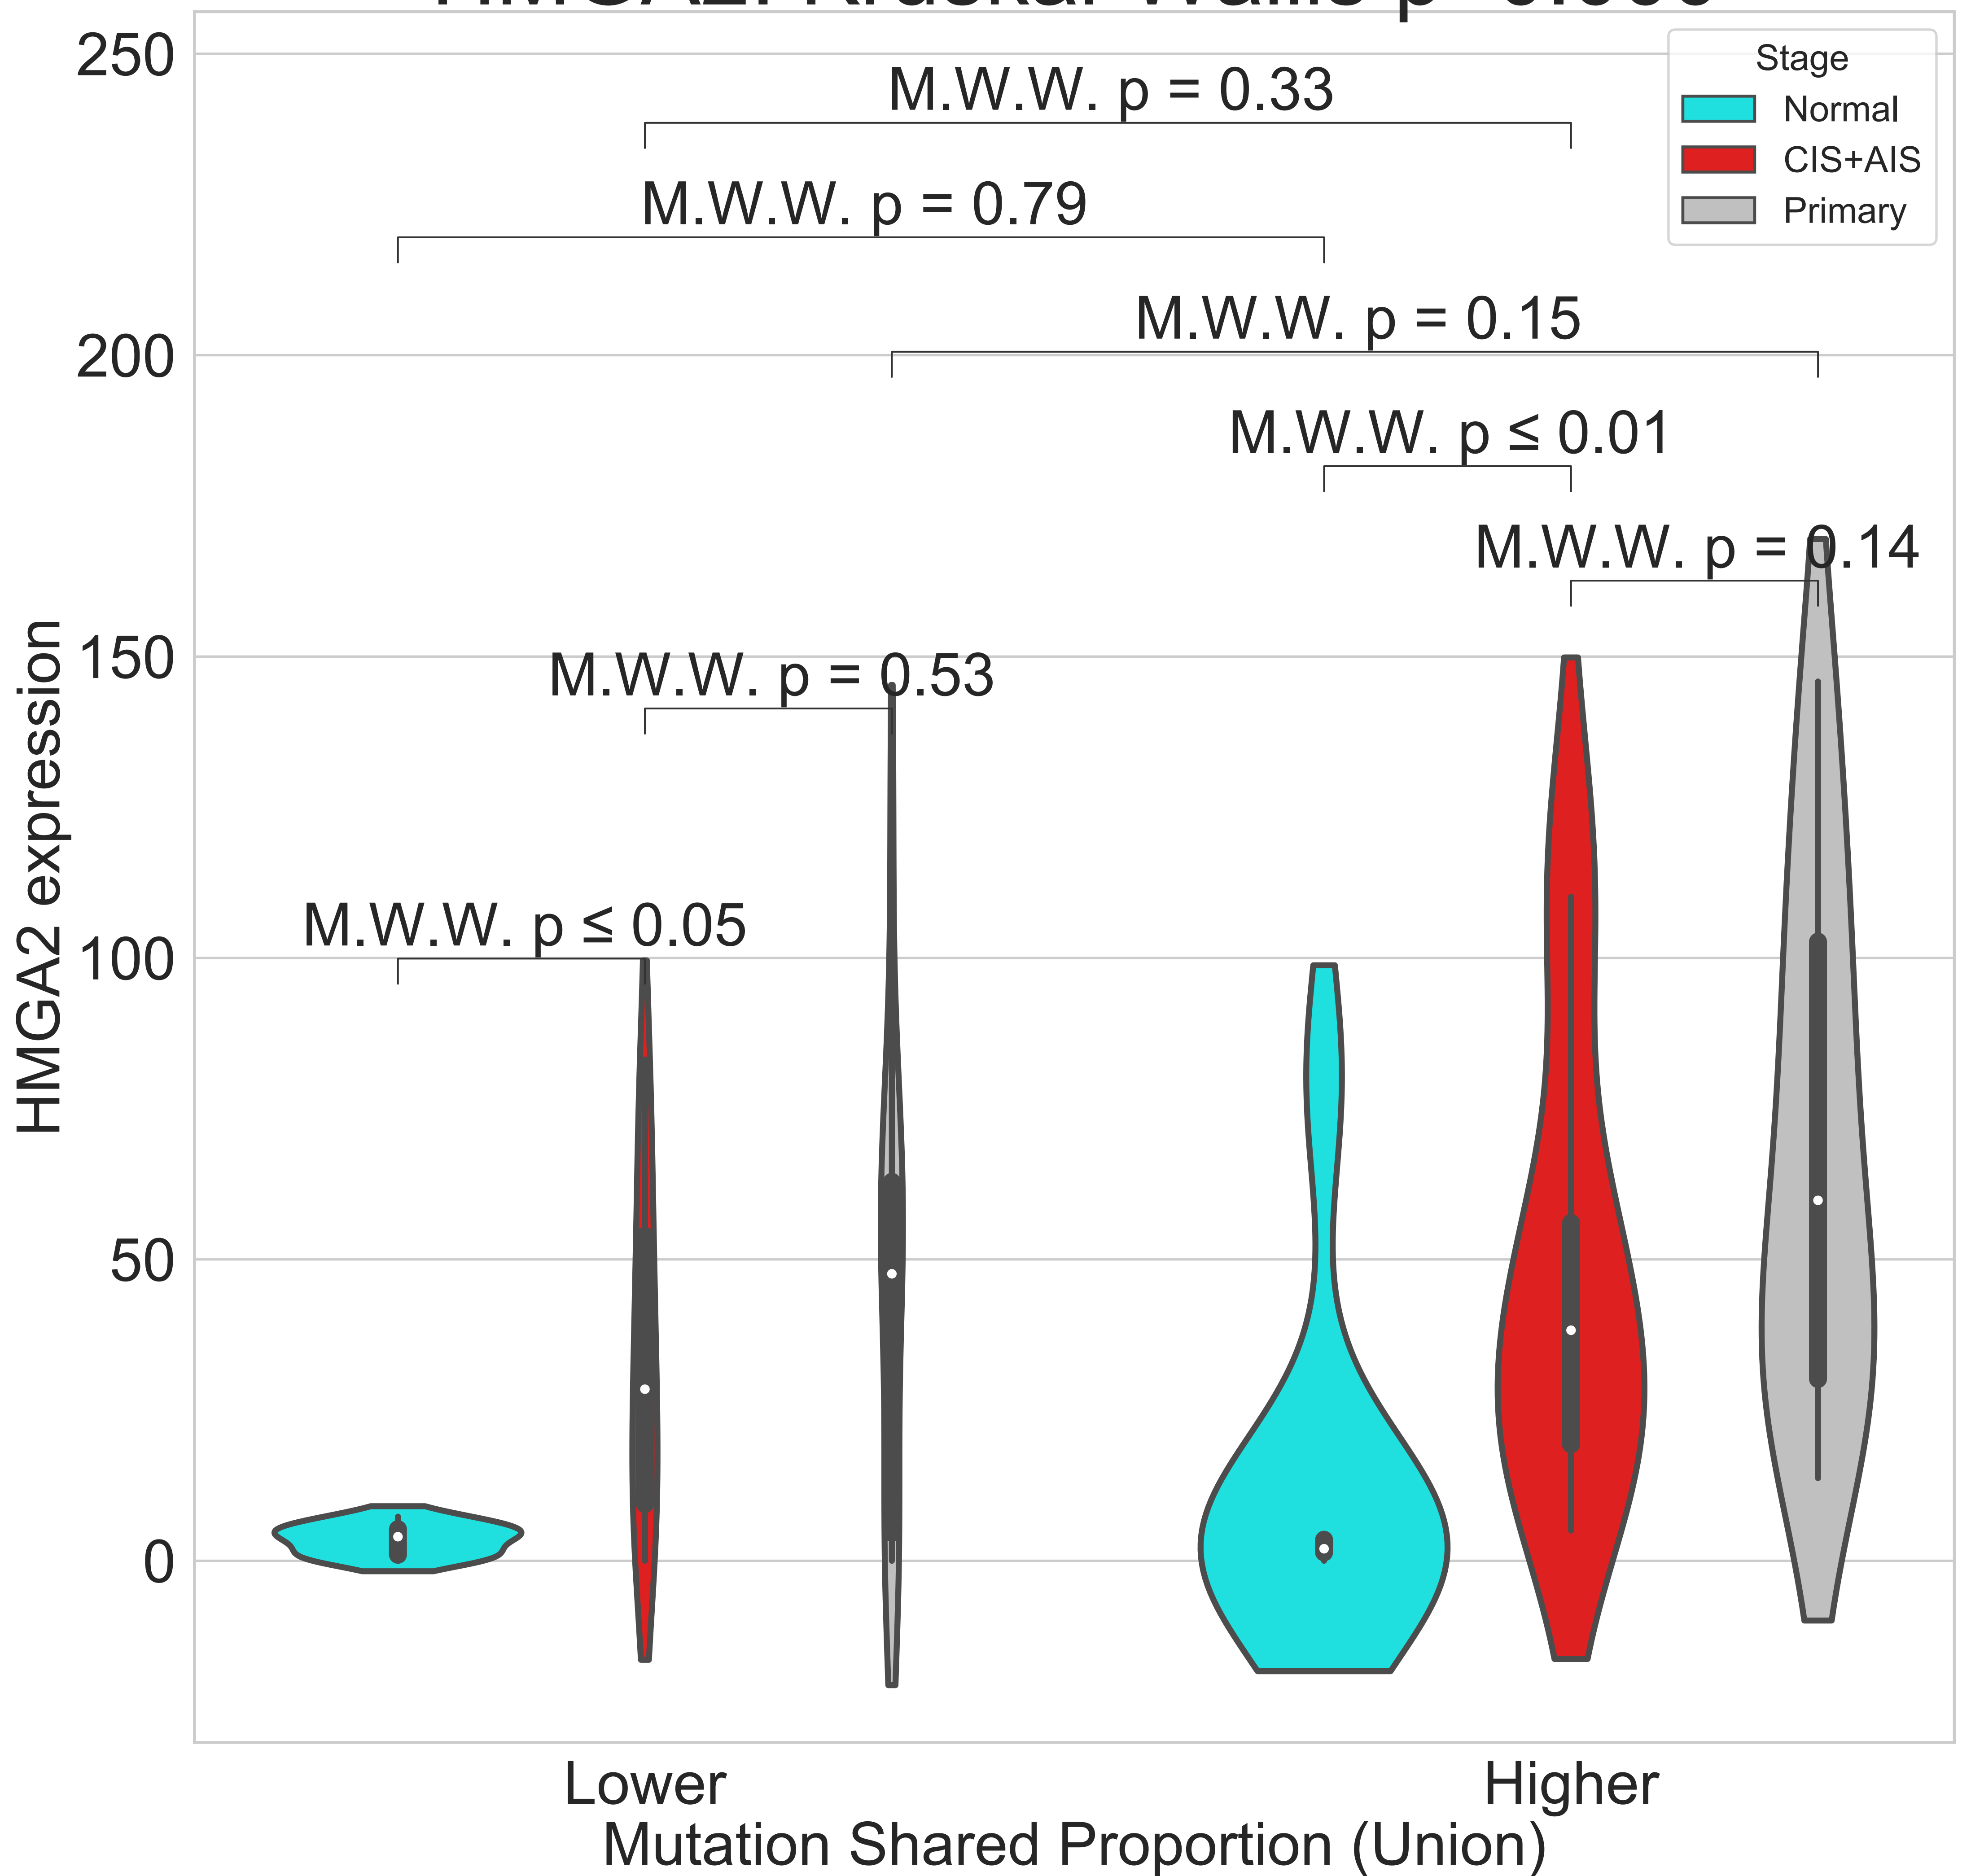 250
Stage
Normal
CIS+AIS
Primary
M.W.W. p = 0.33
M.W.W. p = 0.79
200
M.W.W. p = 0.15
M.W.W. p ≤ 0.01
M.W.W. p = 0.14
150
M.W.W. p = 0.53
M.W.W. p ≤ 0.05
100
HMGA2 expression
50
0
Lower
Higher
Mutation Shared Proportion (Union)